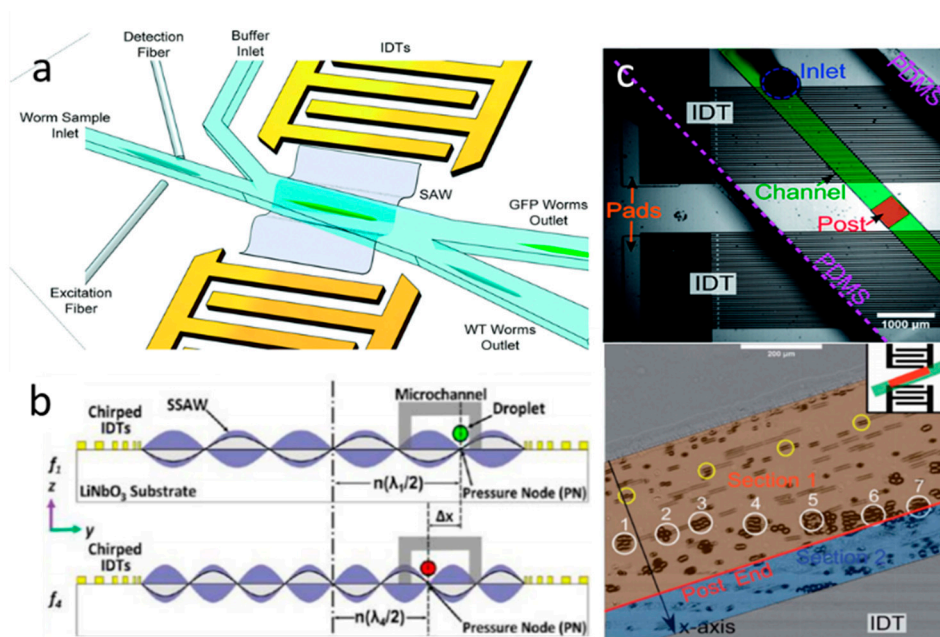 a
Detection
Fiber
Buffer
Inlet
IDTs
Worm Sample
Inlet
SAW
GFP Worms
Outlet
Excitation
Fiber
WT Worms
Outlet
b
Chirped
IDTs
SSAW
Microchannel
Droplet
f₁
z
LiNbO₃ Substrate
n(λ₁/2)
Pressure Node (PN)
y
Δx
Chirped
IDTs
f₄
n(λ₄/2)
Pressure Node (PN)
c
Inlet
PDMS
IDT
Channel
Pads
Post
IDT
PDMS
1000 µm
200 µm
Section 1
1
2
3
4
5
6
7
Post End
Section 2
x-axis
IDT